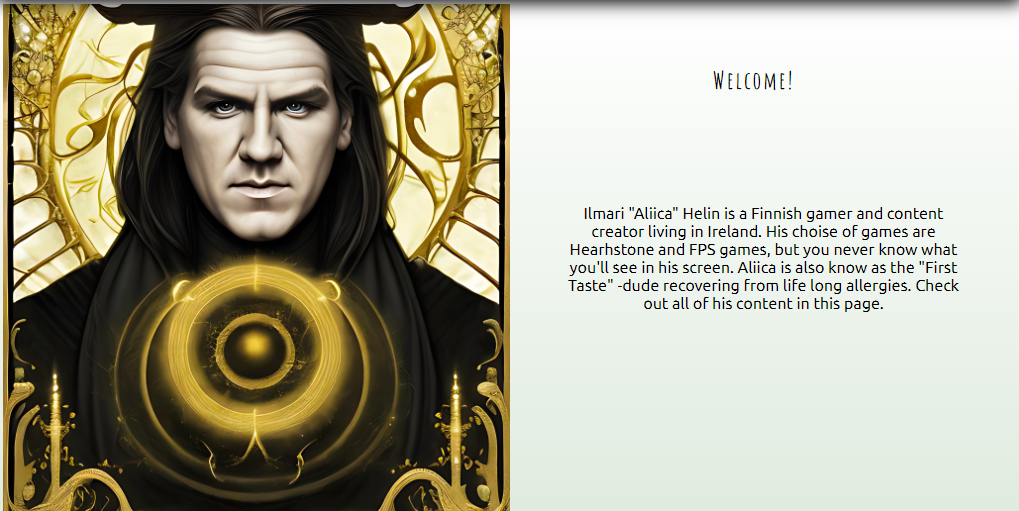 Welcome!
Ilmari "Aliica" Helin is a Finnish gamer and content
creator living in Ireland. His choise of games are
Hearhstone and FPS games, but you never know what
you'll see in his screen. Aliica is also know as the "First
Taste" -dude recovering from life long allergies. Check
out all of his content in this page.